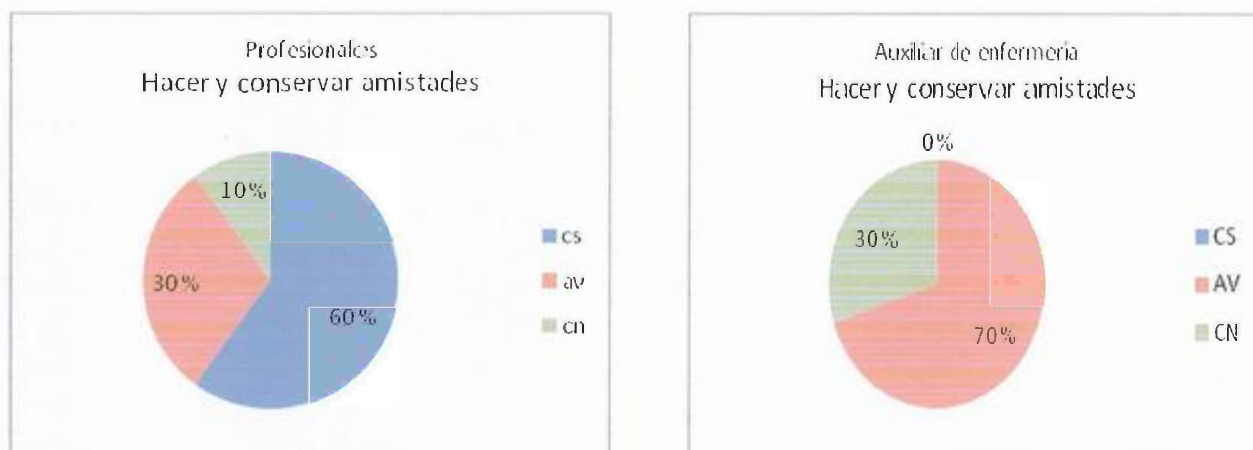 Profesionales
Hacer y conservar amistades
10%
30%
60%
cs
av
cn
Auxiliar de enfermeria
Hacer y conservar amistades
0%
30%
70%
CS
AV
CN